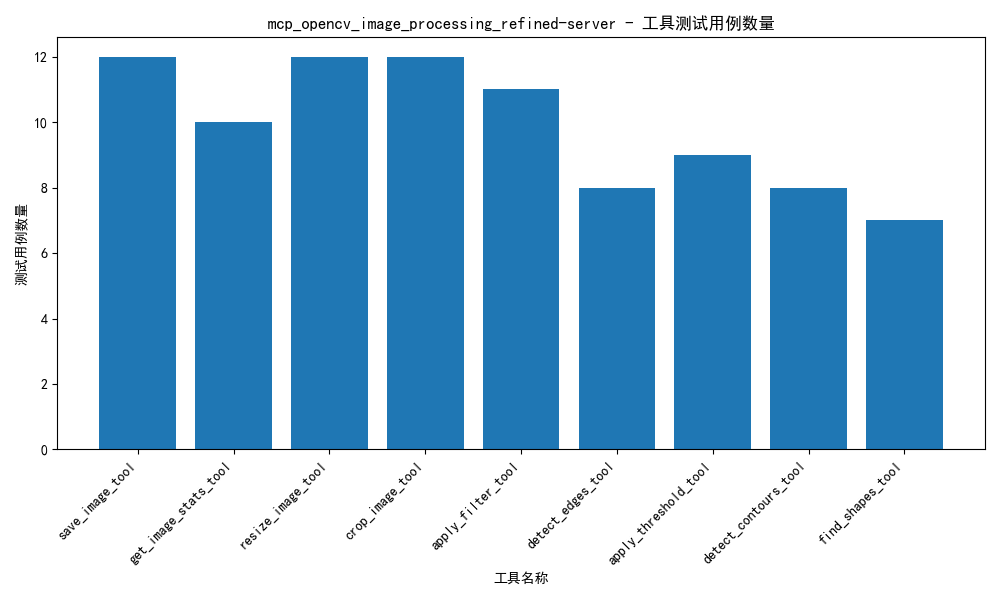 mcp_opencv_image_processing_refined-server - 工具测试用例数量
测试用例数量
12
10
8
6
4
2
0
save_image_tool
get_image_stats_tool
resize_image_tool
crop_image_tool
apply_filter_tool
detect_edges_tool
apply_threshold_tool
detect_contours_tool
find_shapes_tool
工具名称